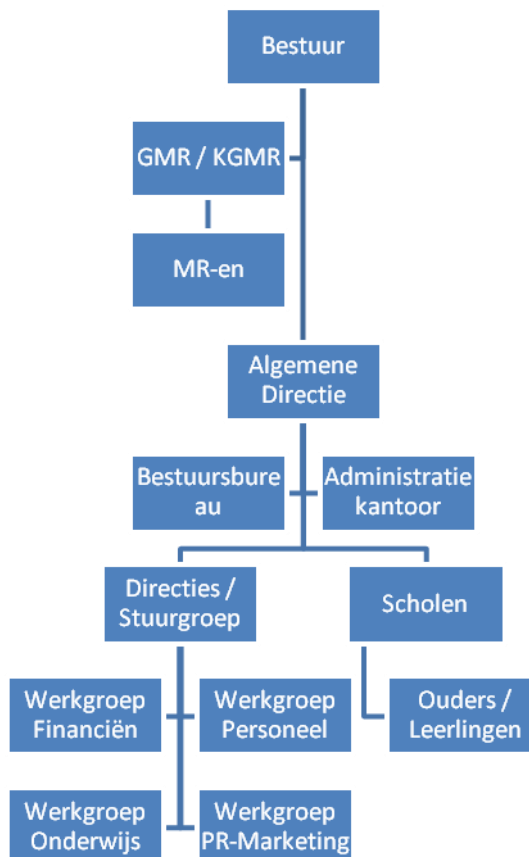 Bestuur
GMR / KGMR
MR-en
Algemene
Directie
Bestuursbure
au
Administratie
kantoor
Directies /
Stuurgroep
Scholen
Werkgroep
Financiën
Werkgroep
Personeel
Ouders /
Leerlingen
Werkgroep
Onderwijs
Werkgroep
PR-Marketing